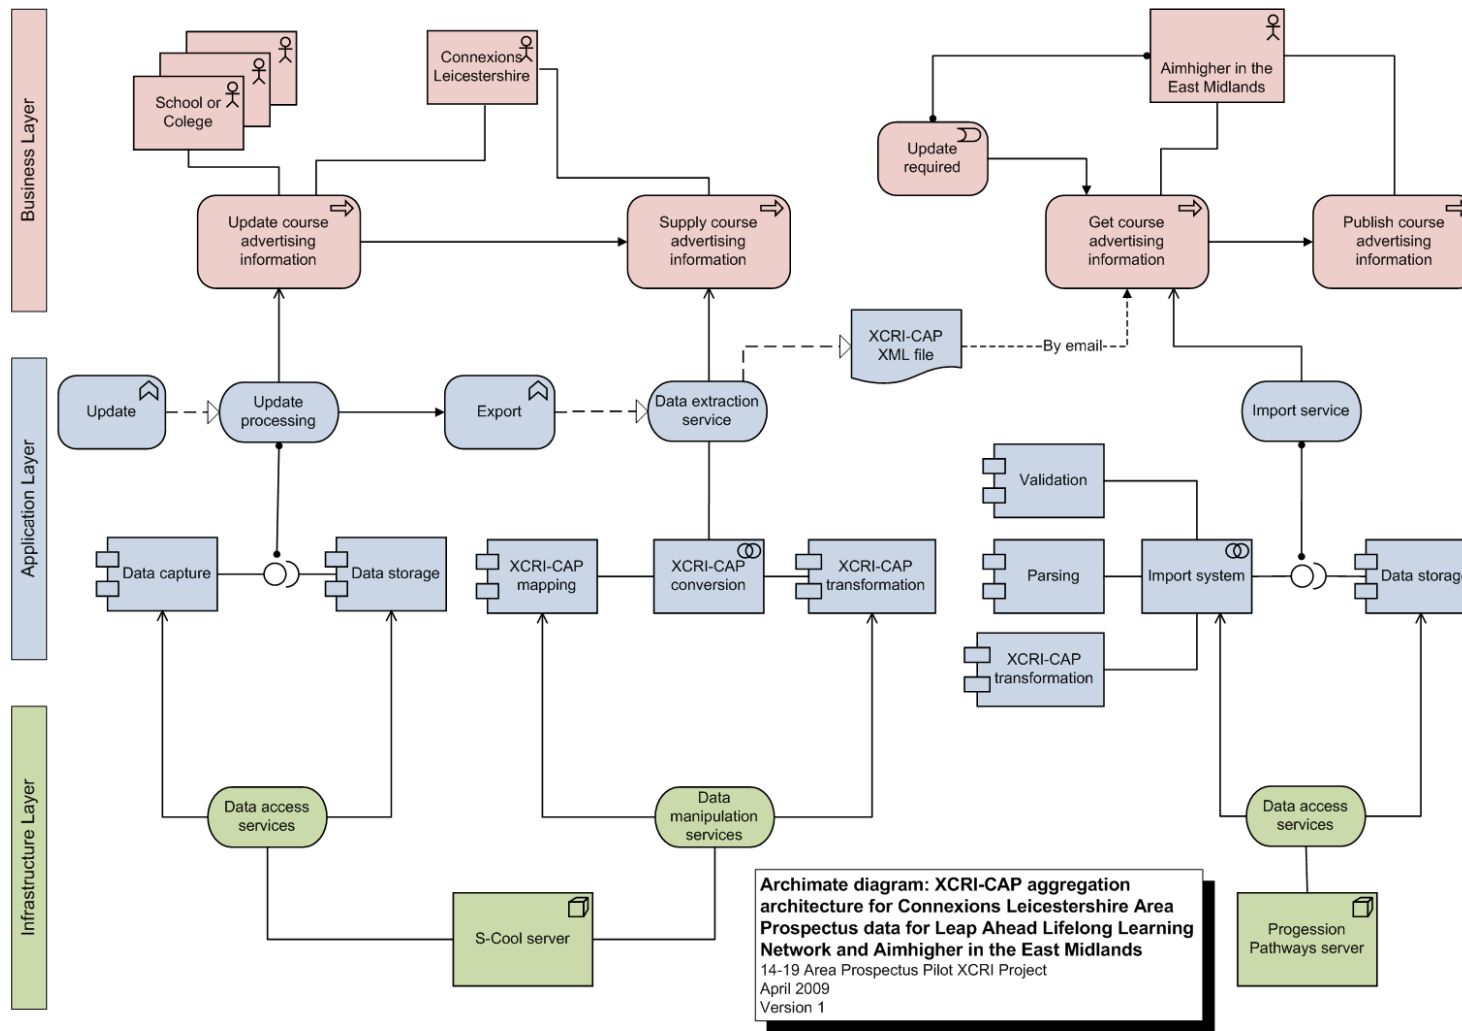 Business Layer
School or
Colege
Connexions
Leicestershire
Aimhigher in the
East Midlands
Update
required
Update course
advertising
information
Supply course
advertising
information
Get course
advertising
information
Publish course
advertising
information
Application Layer
XCRI-CAP
XML file
By email
Update
Update
processing
Export
Data extraction
service
Import service
Validation
Data capture
Data storage
XCRI-CAP
mapping
XCRI-CAP
conversion
XCRI-CAP
transformation
Parsing
Import system
Data storage
XCRI-CAP
transformation
Infrastructure Layer
Data access
services
Data
manipulation
services
Data access
services
S-Cool server
Progession
Pathways server
Archimate diagram: XCRI-CAP aggregation
architecture for Connexions Leicestershire Area
Prospectus data for Leap Ahead Lifelong Learning
Network and Aimhigher in the East Midlands
14-19 Area Prospectus Pilot XCRI Project
April 2009
Version 1